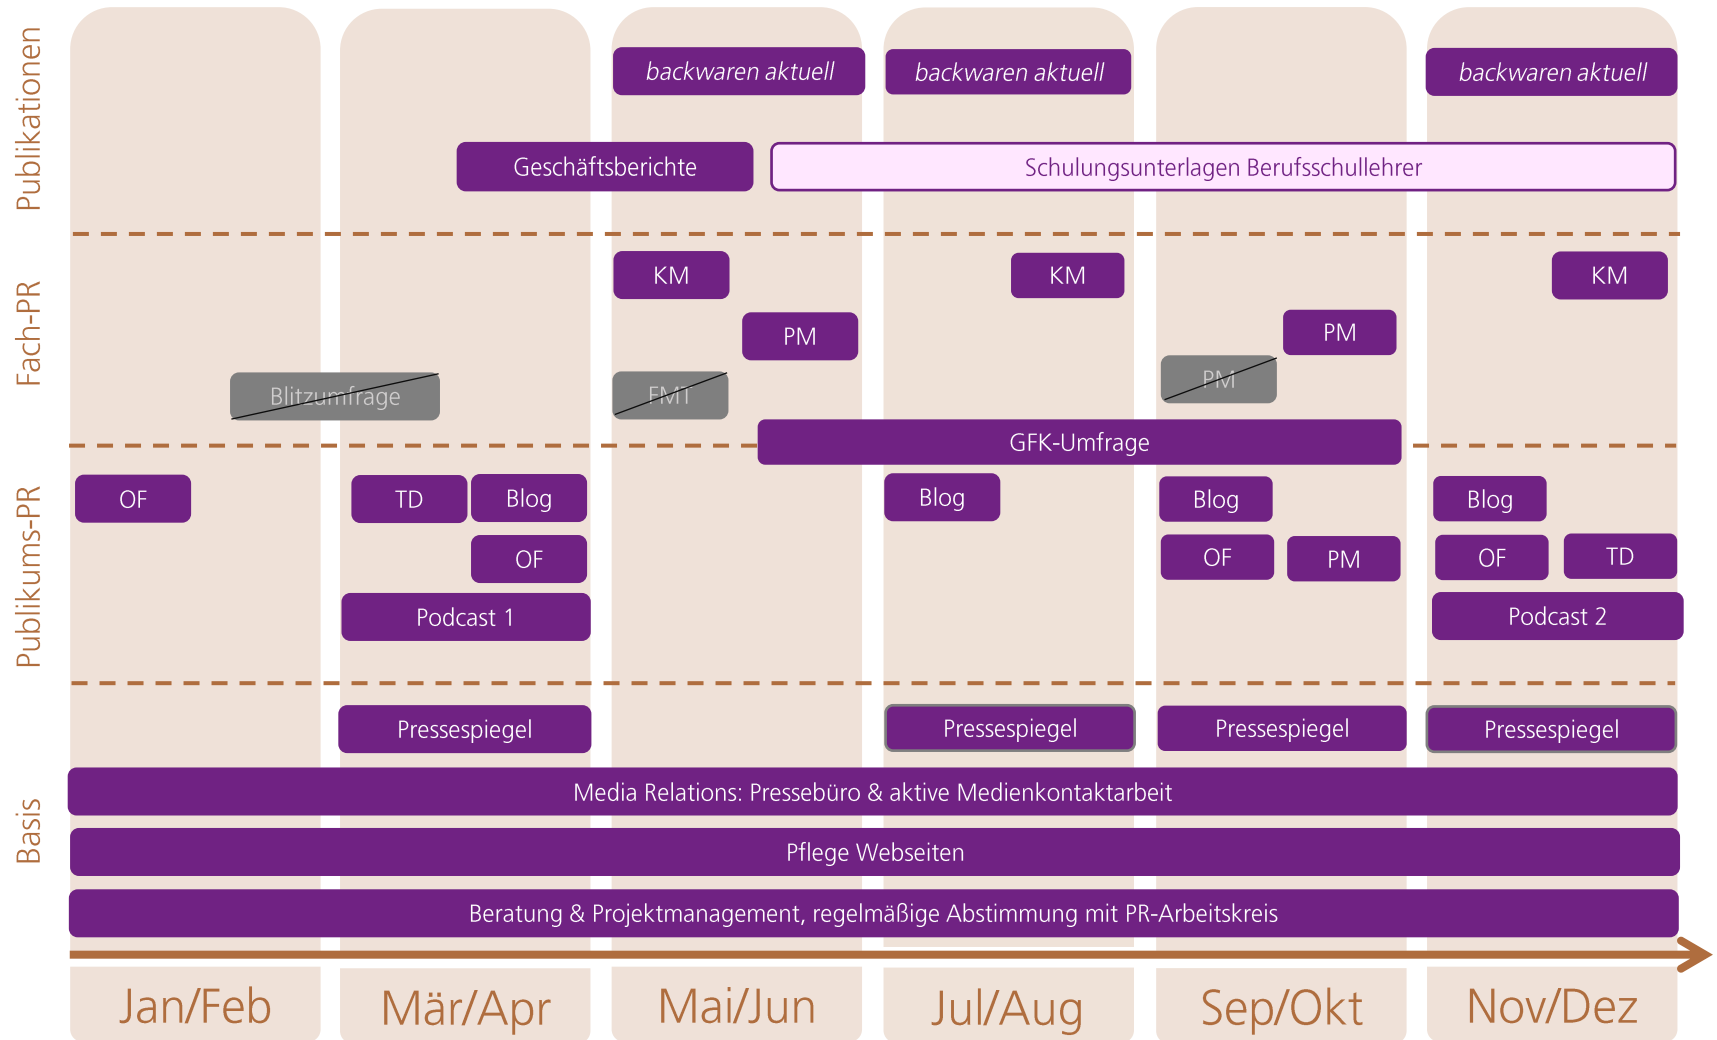 Publikationen
backwaren aktuell
backwaren aktuell
backwaren aktuell
Geschäftsberichte
Schulungsunterlagen Berufsschullehrer
Fach-PR
KM
KM
KM
PM
PM
Blitzumfrage
FMT
PM
GFK-Umfrage
Publikums-PR
OF
TD
Blog
Blog
Blog
Blog
OF
OF
PM
OF
TD
Podcast 1
Podcast 2
Basis
Pressespiegel
Pressespiegel
Pressespiegel
Pressespiegel
Media Relations: Pressebüro & aktive Medienkontaktarbeit
Pflege Webseiten
Beratung & Projektmanagement, regelmäßige Abstimmung mit PR-Arbeitskreis
Jan/Feb
Mär/Apr
Mai/Jun
Jul/Aug
Sep/Okt
Nov/Dez